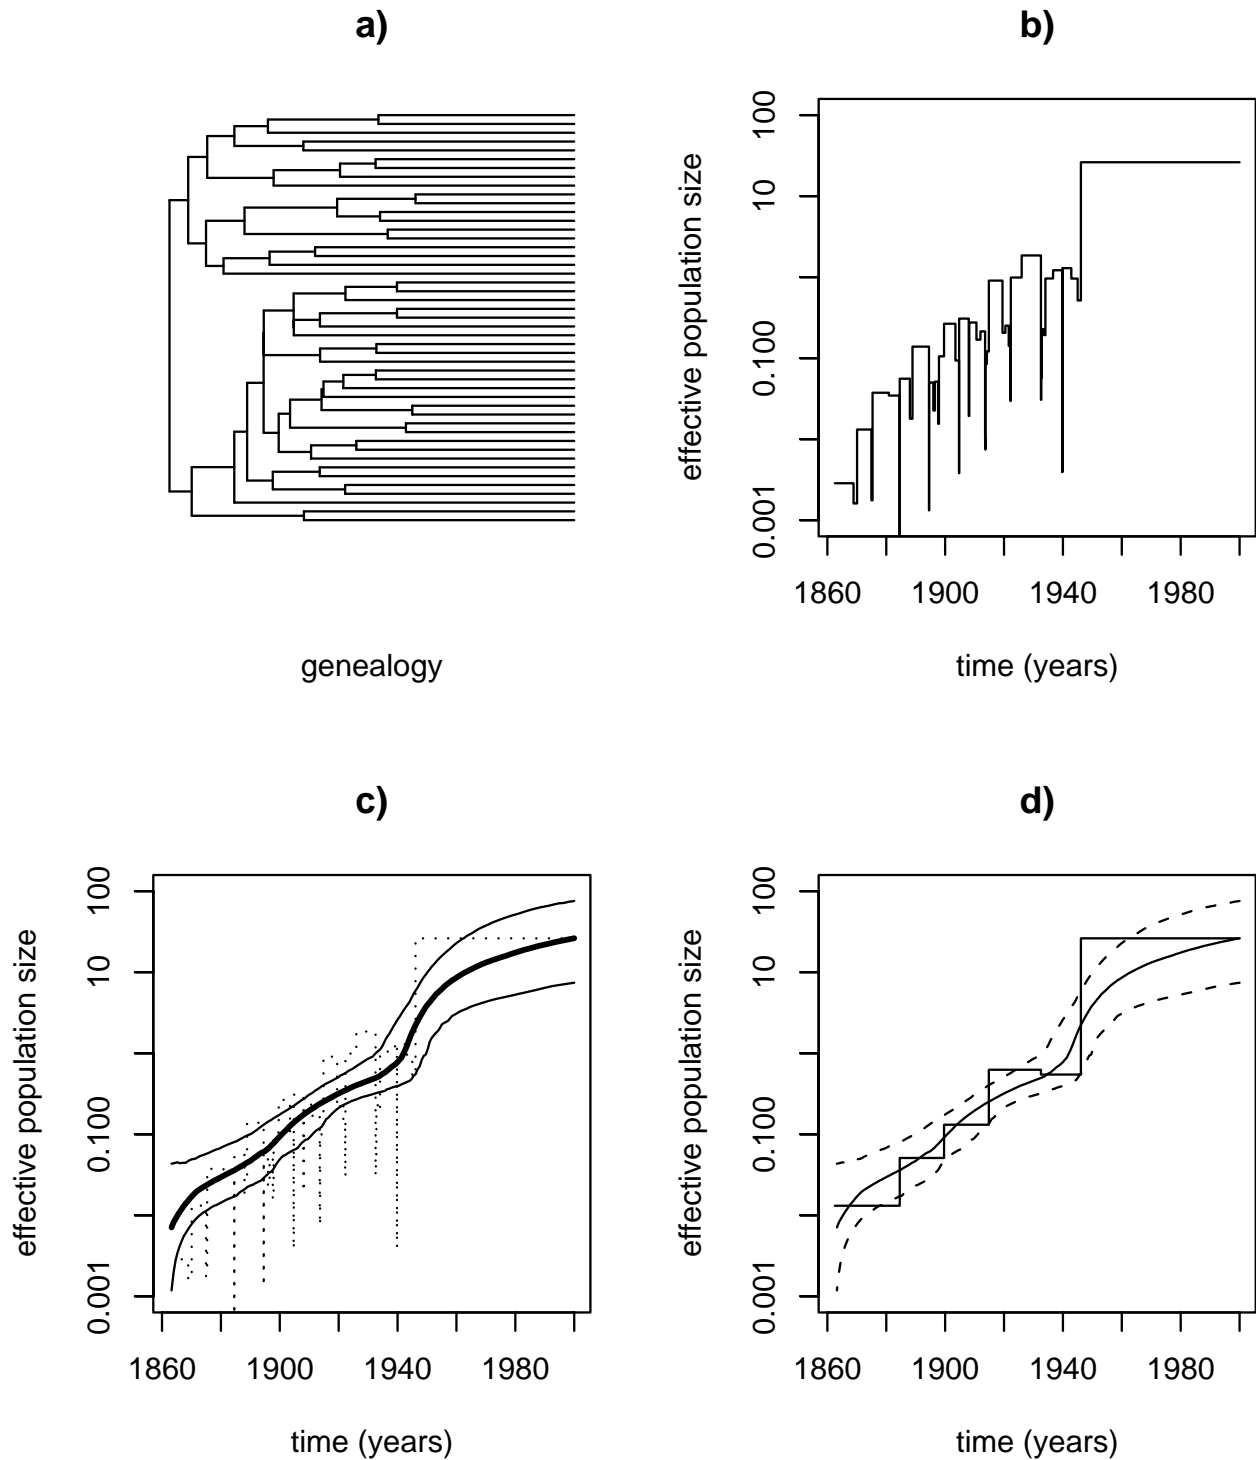 a)
genealogy
b)
effective population size
100
10
0.100
0.001
1860 1900 1940 1980
time (years)
c)
effective population size
100
10
0.100
0.001
1860 1900 1940 1980
time (years)
d)
effective population size
100
10
0.100
0.001
1860 1900 1940 1980
time (years)